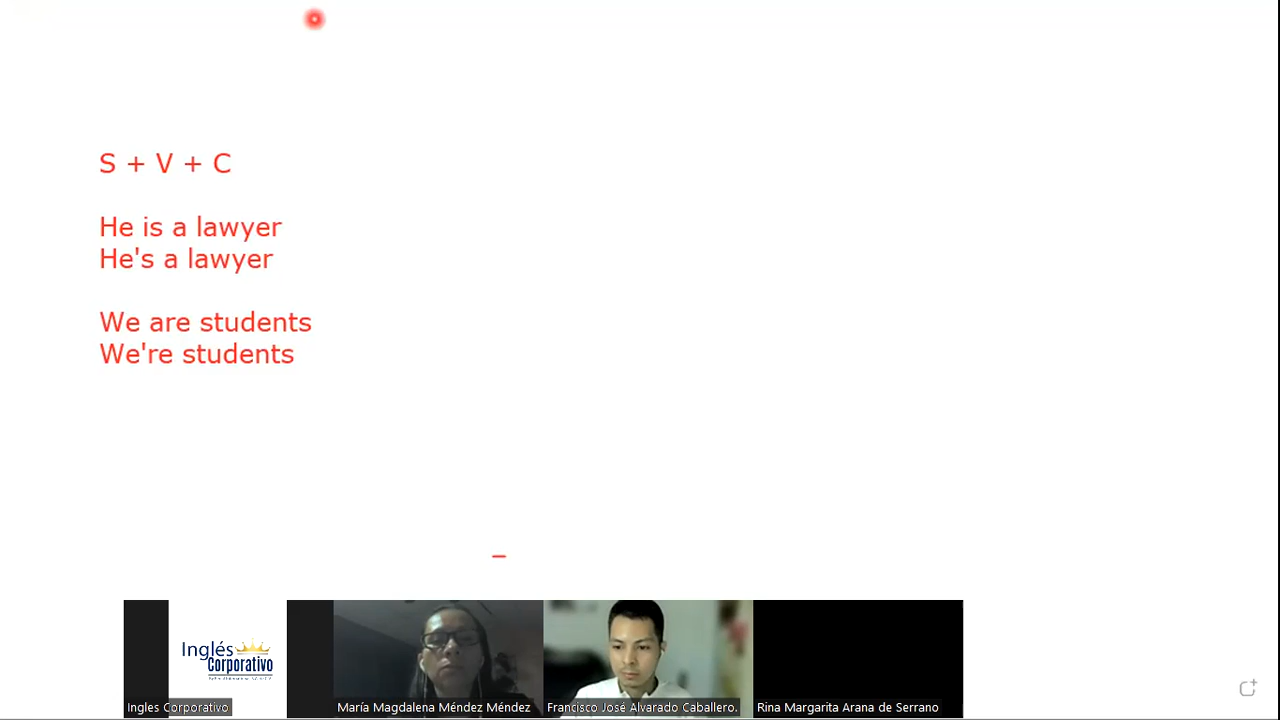 S + V + C
He is a lawyer
He's a lawyer
We are students
We're students
Inglés
Corporativo
Ingles Corporativo
María Magdalena Méndez Méndez
Francisco José Alvarado Caballero.
Rina Margarita Arana de Serrano